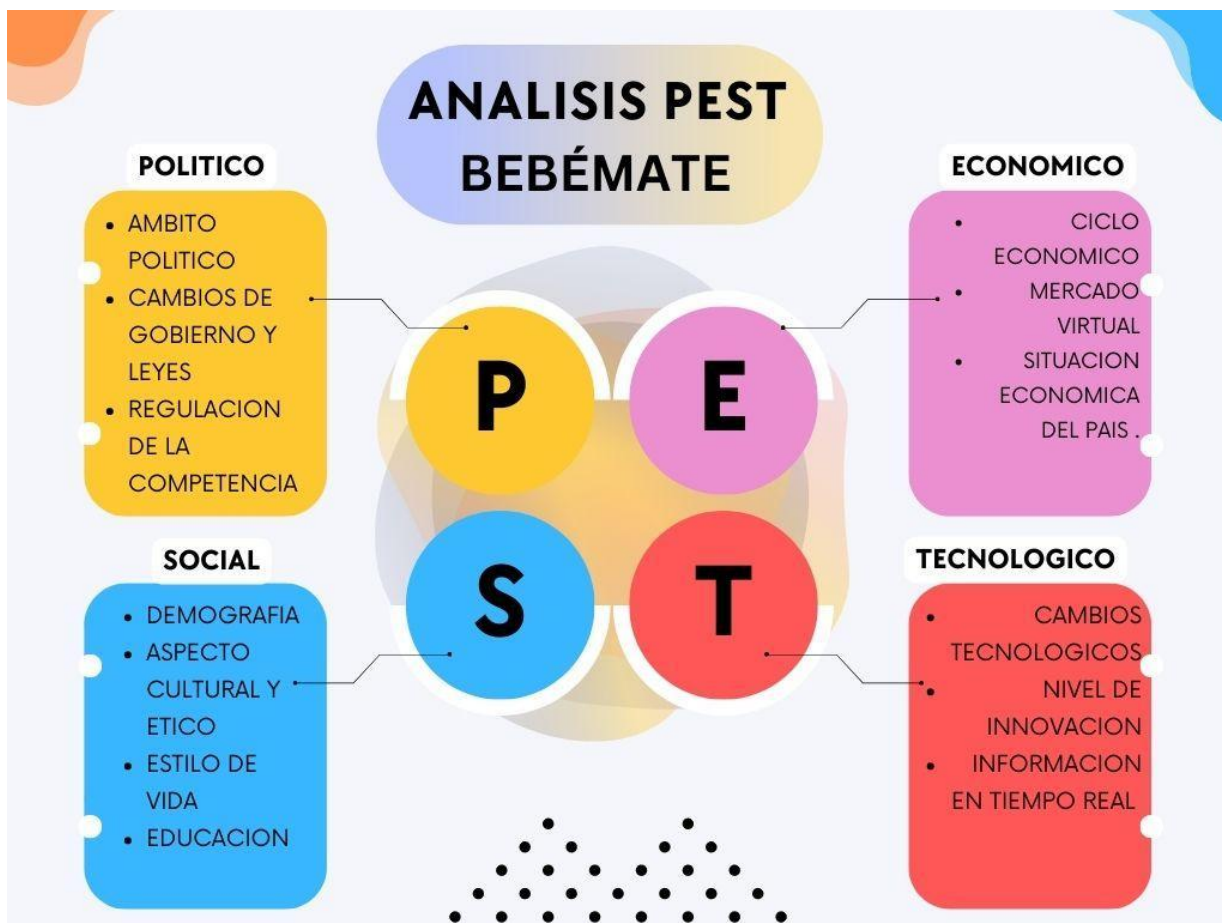 ANALISIS PEST
BEBÉMATE
POLITICO
• AMBITO
POLITICO
• CAMBIOS DE
GOBIERNO Y
LEYES
• REGULACION
DE LA
COMPETENCIA
ECONOMICO
• CICLO
ECONOMICO
• MERCADO
VIRTUAL
• SITUACION
ECONOMICA
DEL PAIS .
P
E
S
T
SOCIAL
• DEMOGRAFIA
• ASPECTO
CULTURAL Y
ETICO
• ESTILO DE
VIDA
• EDUCACION
TECNOLOGICO
• CAMBIOS
TECNOLOGICOS
• NIVEL DE
INNOVACION
• INFORMACION
EN TIEMPO REAL